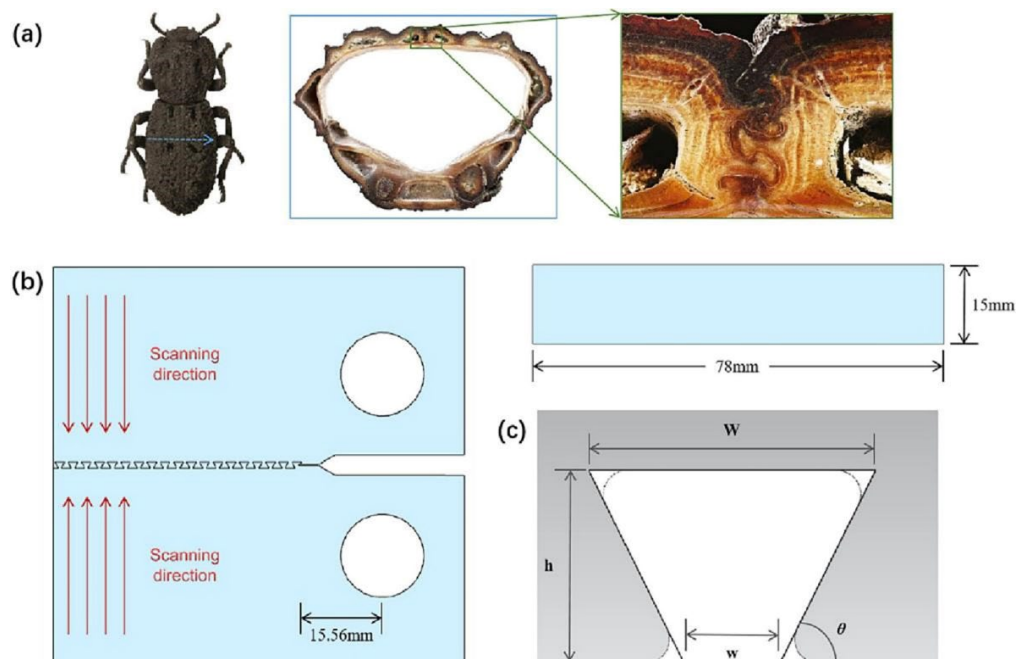 (a)
(b)
Scanning
direction
Scanning
direction
15.56mm
15mm
78mm
(c)
W
h
w
θ